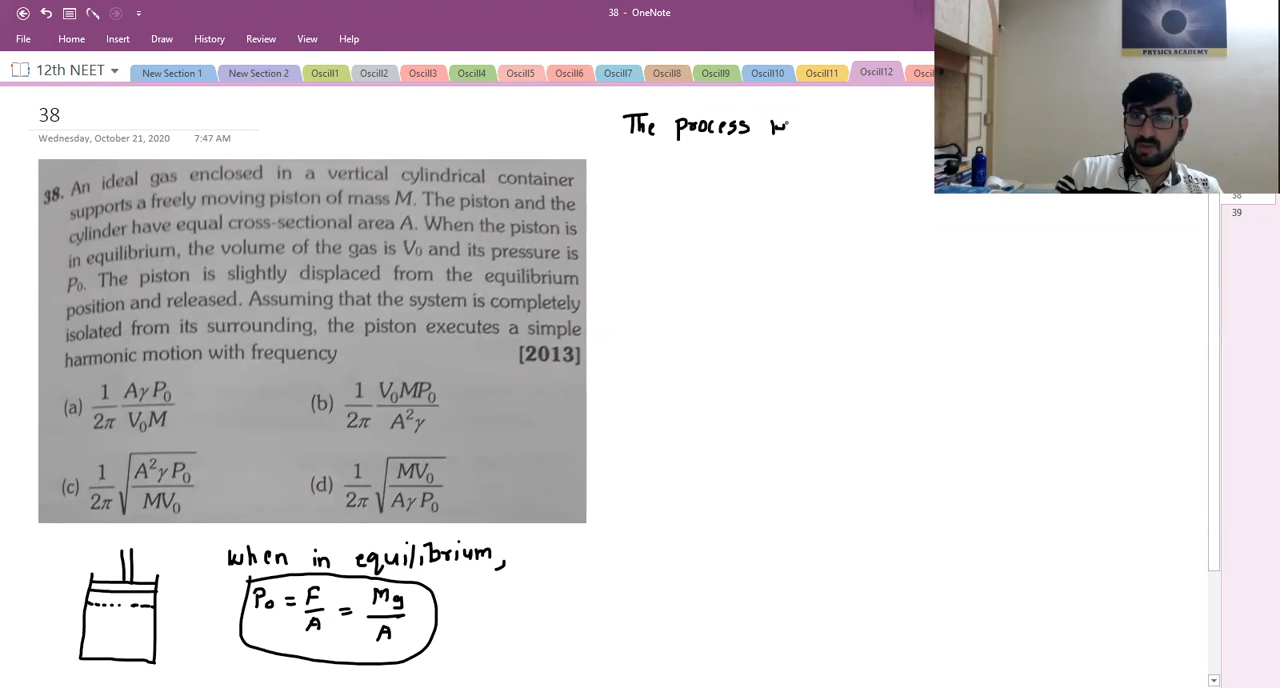 38 - OneNote
File Home Insert Draw History Review View Help
12th NEET New Section 1 New Section 2 Oscill1 Oscill2 Oscill3 Oscill4 Oscill5 Oscill6 Oscill7 Oscill8 Oscill9 Oscill10 Oscill11 Oscill12 Oscil
PHYSICS ACADEMY
38
Wednesday, October 21, 2020 7:47 AM
The process
38
39
38. An ideal gas enclosed in a vertical cylindrical container
supports a freely moving piston of mass M. The piston and the
cylinder have equal cross-sectional area A. When the piston is
in equilibrium, the volume of the gas is V₀ and its pressure is
P₀. The piston is slightly displaced from the equilibrium
position and released. Assuming that the system is completely
isolated from its surrounding, the piston executes a simple
harmonic motion with frequency [2013]
(a) 1/2π AγP₀/V₀M (b) 1/2π V₀MP₀/A²γ
(c) 1/2π √(A²γP₀/MV₀) (d) 1/2π √(MV₀/AγP₀)
when in equilibrium,
P₀ = F/A = Mg/A